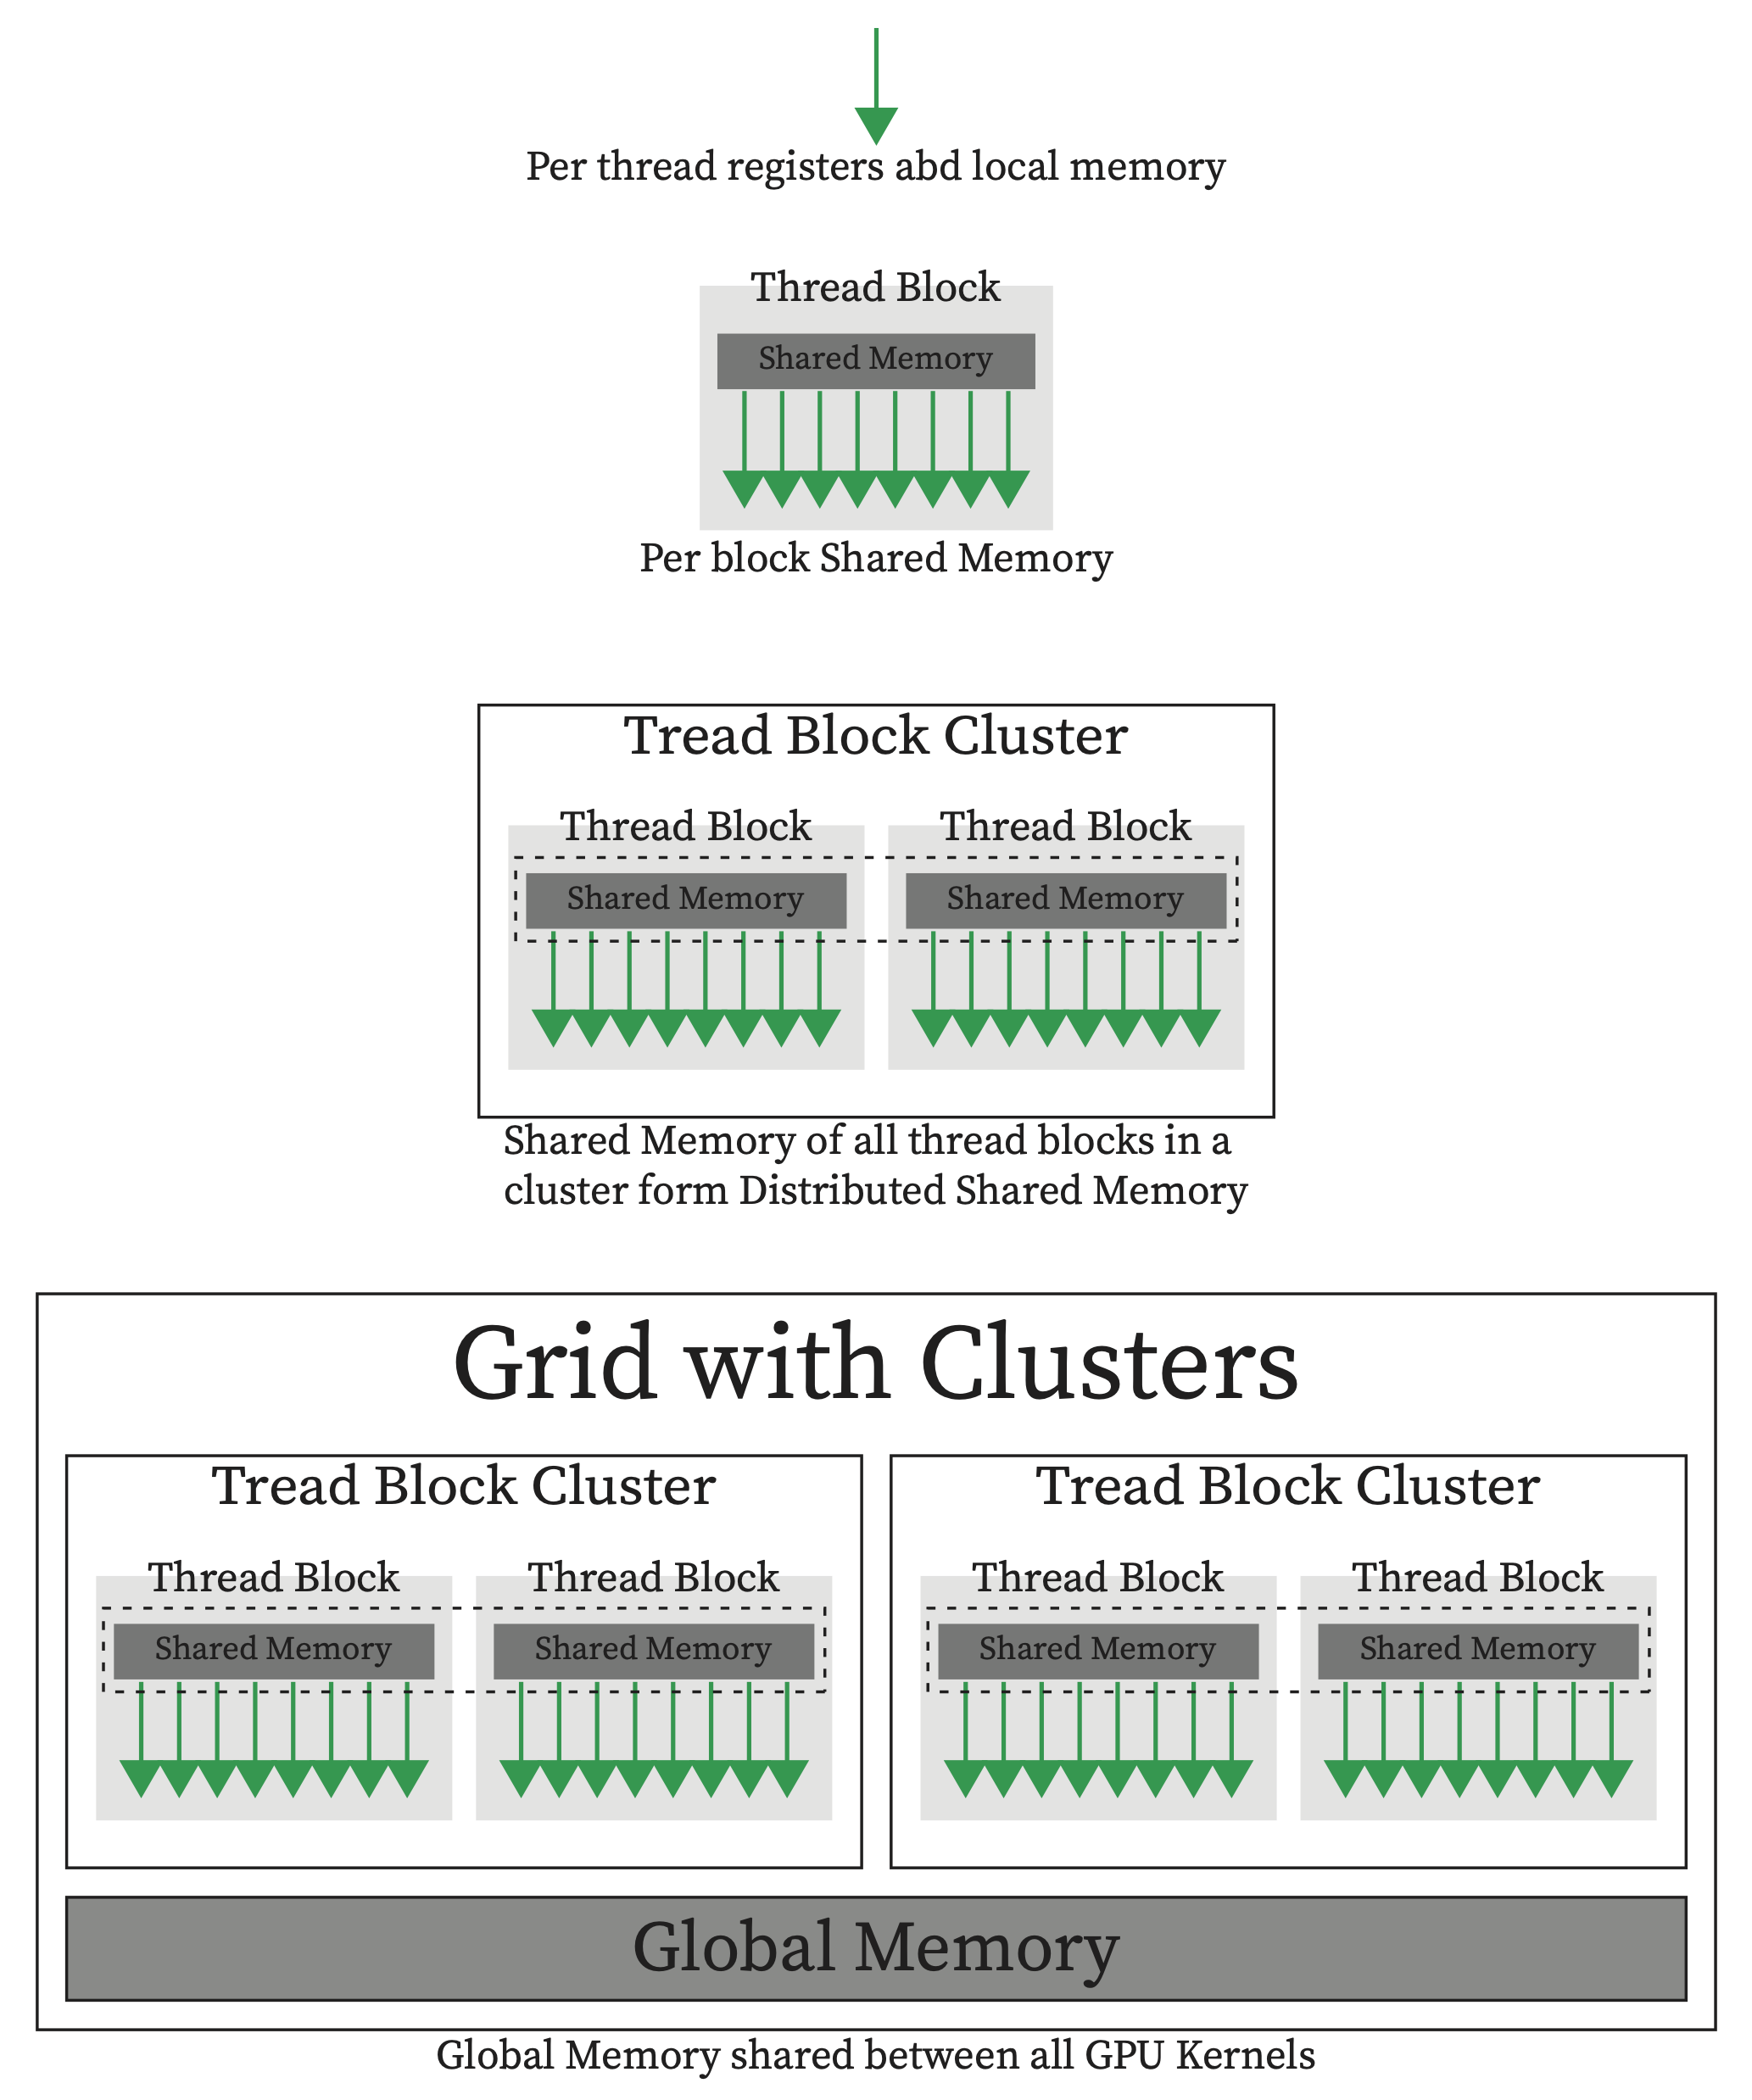 Per thread registers abd local memory
Thread Block
Shared Memory
Per block Shared Memory
Tread Block Cluster
Thread Block
Thread Block
Shared Memory
Shared Memory
Shared Memory of all thread blocks in a
cluster form Distributed Shared Memory
Grid with Clusters
Tread Block Cluster
Tread Block Cluster
Thread Block
Thread Block
Thread Block
Thread Block
Shared Memory
Shared Memory
Shared Memory
Shared Memory
Global Memory
Global Memory shared between all GPU Kernels